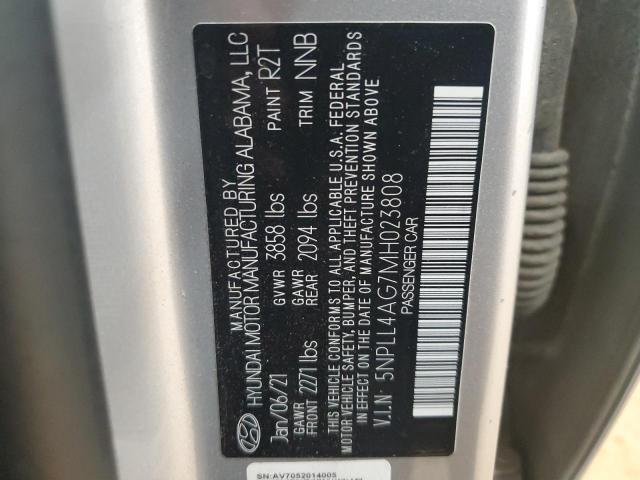 MANUFACTURED BY
HYUNDAI MOTOR MANUFACTURING ALABAMA, LLC
Jan/06/21 GVWR 3858 lbs PAINT R2T
GAWR FRONT 2271 lbs GAWR REAR 2094 lbs TRIM NNB
THIS VEHICLE CONFORMS TO ALL APPLICABLE U.S.A. FEDERAL
MOTOR VEHICLE SAFETY, BUMPER, AND THEFT PREVENTION STANDARDS
IN EFFECT ON THE DATE OF MANUFACTURE SHOWN ABOVE.
V.I.N: 5NPLL4AG7MH023808
PASSENGER CAR
SN:AV7052014005